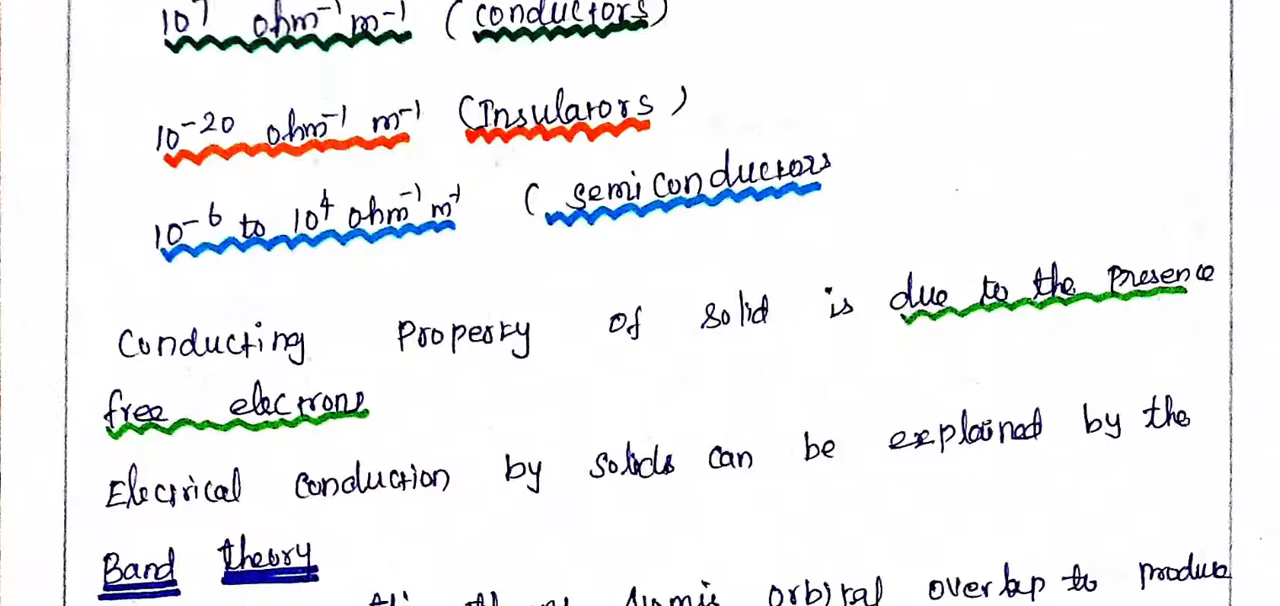 10⁷ ohm⁻¹ m⁻¹ (conductors)
10⁻²⁰ ohm⁻¹ m⁻¹ (Insulators)
10⁻⁶ to 10⁴ ohm⁻¹ m⁻¹ (semiconductors
Conducting Property of solid is due to the presence
free electrons
Electrical conduction by solids can be explained by the
Band theory
orbital overlap to produce